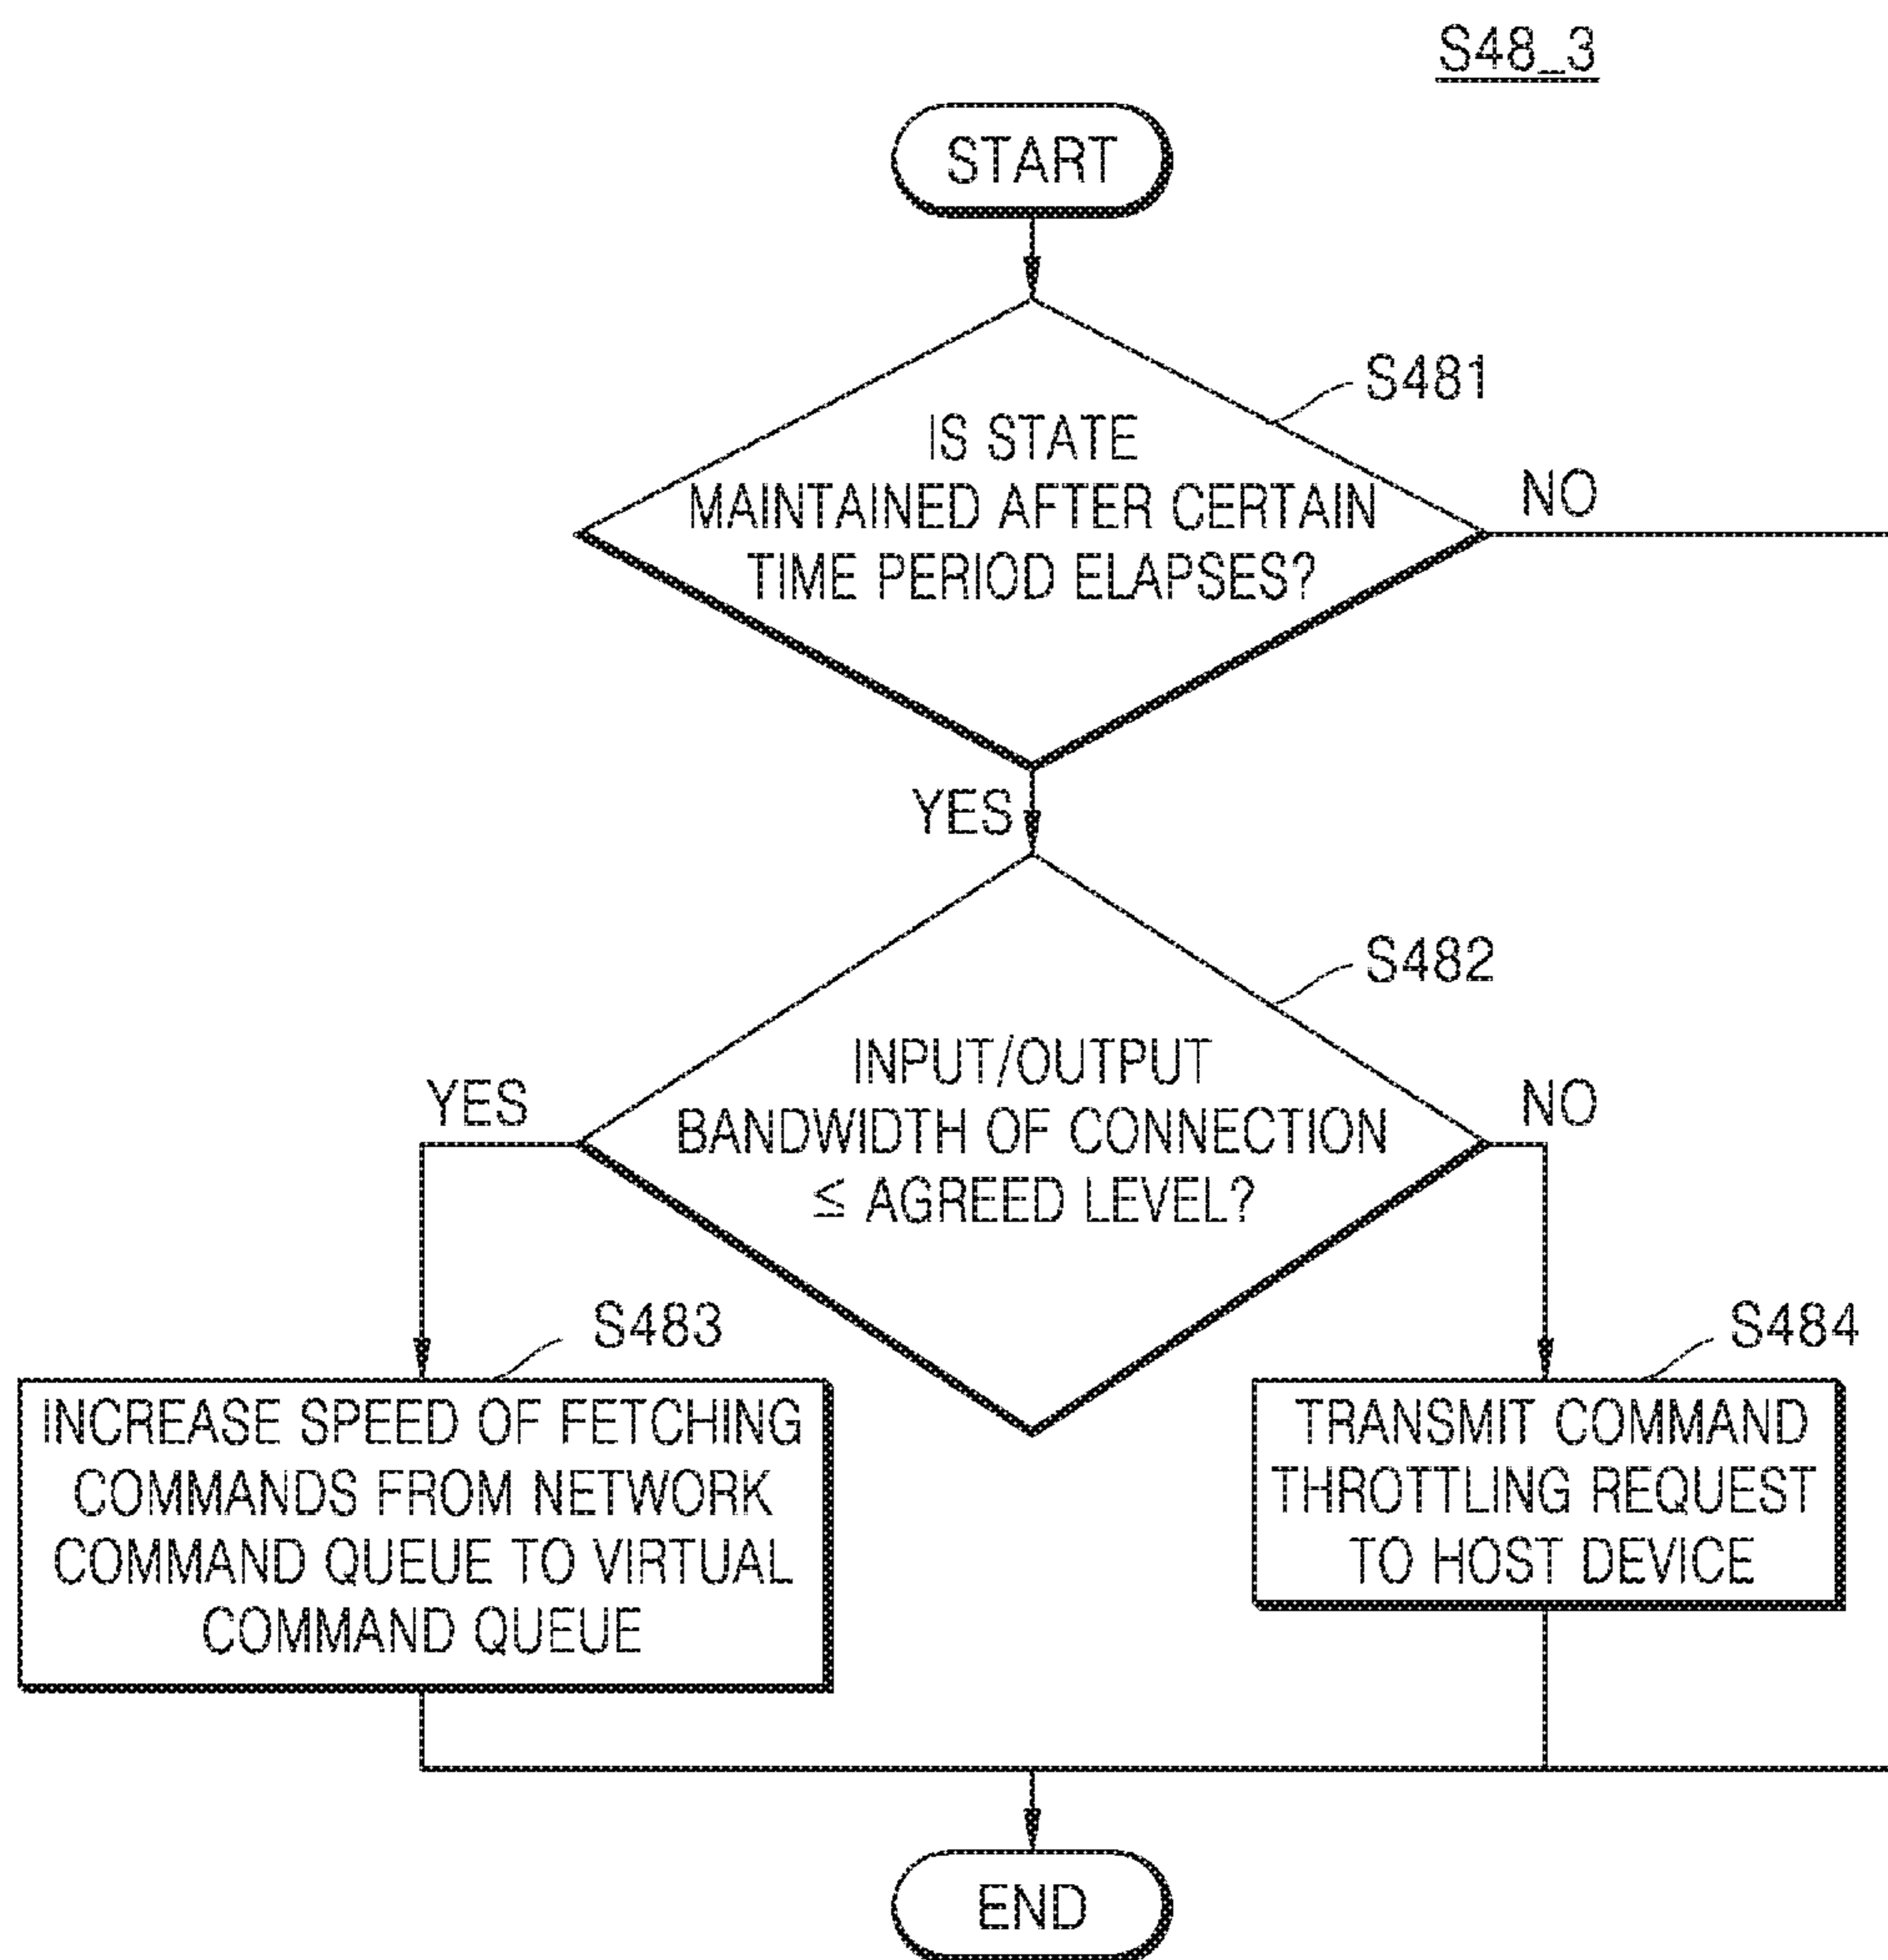 S48_3
START
S481
IS STATE
MAINTAINED AFTER CERTAIN
TIME PERIOD ELAPSES?
NO
YES
S482
INPUT/OUTPUT
BANDWIDTH OF CONNECTION
≤ AGREED LEVEL?
YES
NO
S483
INCREASE SPEED OF FETCHING
COMMANDS FROM NETWORK
COMMAND QUEUE TO VIRTUAL
COMMAND QUEUE
S484
TRANSMIT COMMAND
THROTTLING REQUEST
TO HOST DEVICE
END